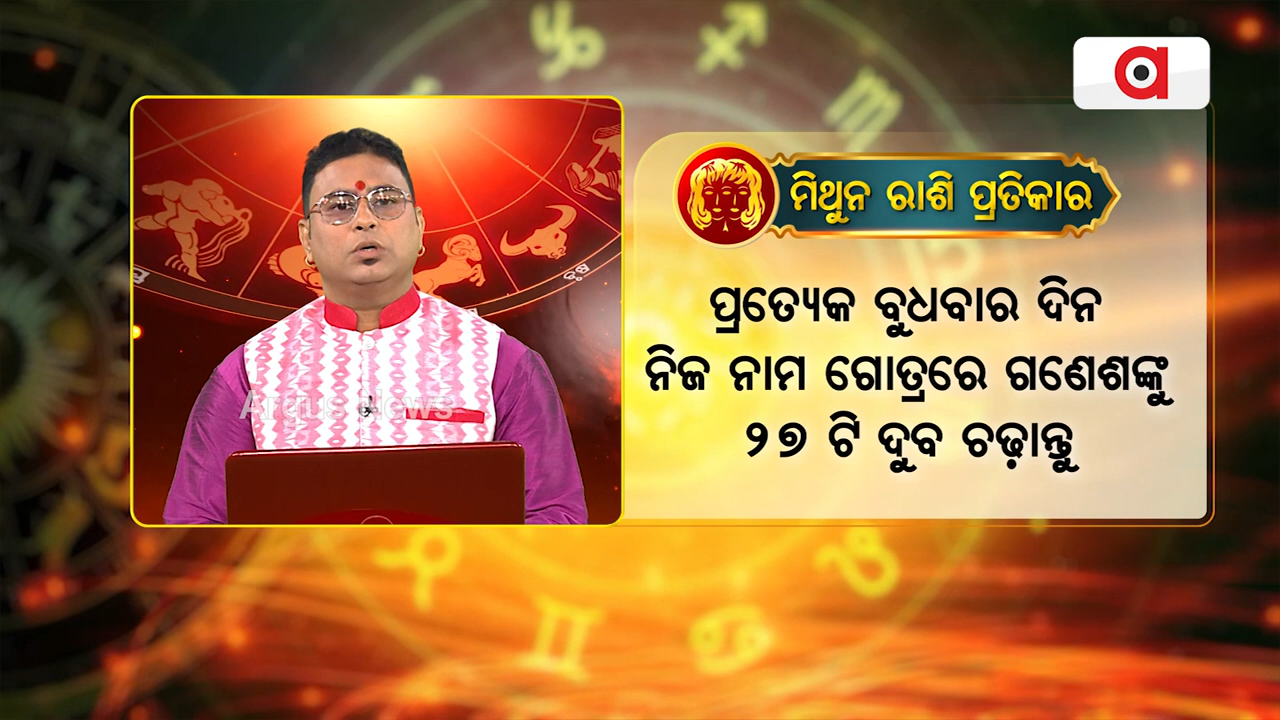 ମିଥୁନ ରାଶି ପ୍ରତିକାର
ପ୍ରତ୍ୟେକ ବୁଧବାର ଦିନ
ନିଜ ନାମ ଗୋତ୍ରରେ ଗଣେଶଙ୍କୁ
୨୭ ଟି ଦୁବ ଚଢ଼ାନ୍ତୁ
Argus News
ବୃଷ